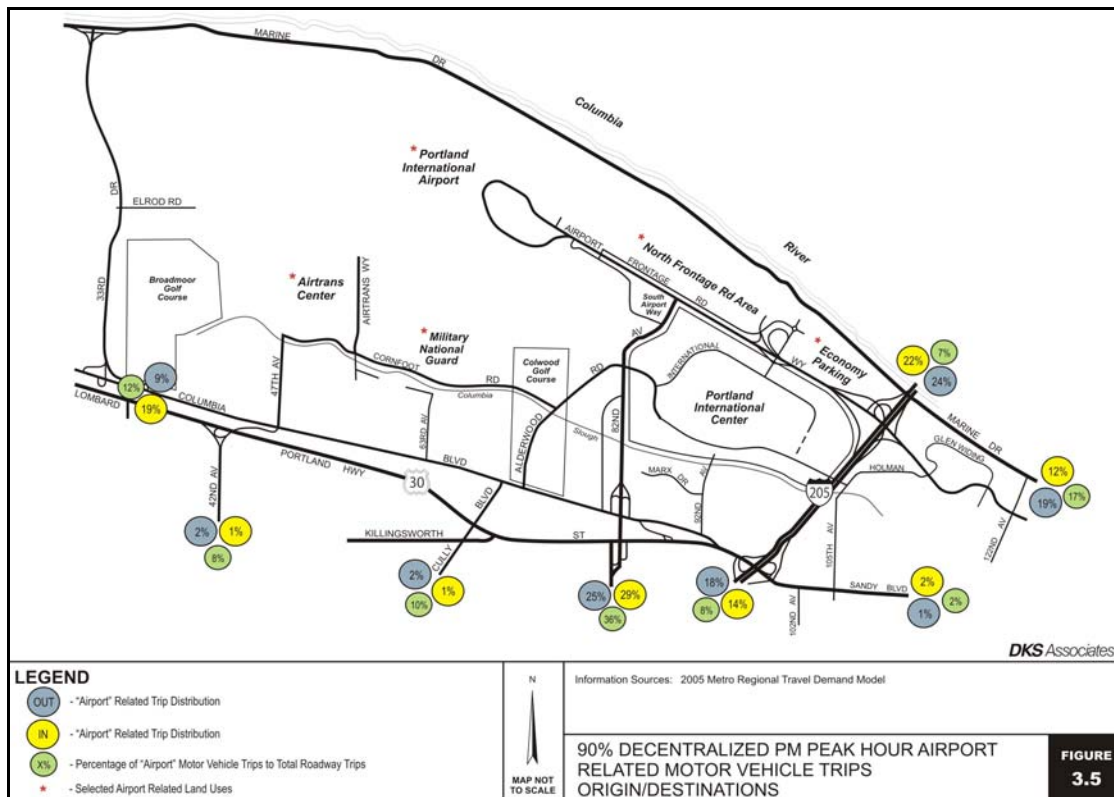 MARINE
DR
Columbia
* Portland
International
Airport
DR
ELROD RD
AIRPORT
* North Frontage Rd Area
FRONTAGE
RD
River
Broadmoor
Golf
Course
33RD
* Airtrans
Center
AIRTRANS WY
South
Airport
Way
* Military
National
Guard
AV
INTERNATIONAL
WY
* Economy
Parking
47TH AV
CORNFOOT
RD
Colwood
Golf
Course
RD
22%
7%
24%
12%
9%
19%
LOMBARD
COLUMBIA
Columbia
Slough
82ND
Portland
International
Center
MARINE DR
GLEN WIDING
63RD AV
ALDERWOOD
BLVD
PORTLAND
HWY
30
MARX
DR
92ND
AV
HOLMAN
205
12%
19%
17%
42ND AV
2%
1%
8%
KILLINGSWORTH
ST
CULLY
BLVD
105TH
AV
122ND
AV
2%
1%
10%
25%
29%
36%
18%
8%
14%
102ND AV
SANDY BLVD
2%
1%
2%
DKS Associates
LEGEND
OUT - "Airport" Related Trip Distribution
IN - "Airport" Related Trip Distribution
X% - Percentage of "Airport" Motor Vehicle Trips to Total Roadway Trips
* - Selected Airport Related Land Uses
N
MAP NOT
TO SCALE
Information Sources: 2005 Metro Regional Travel Demand Model
90% DECENTRALIZED PM PEAK HOUR AIRPORT
RELATED MOTOR VEHICLE TRIPS
ORIGIN/DESTINATIONS
FIGURE
3.5